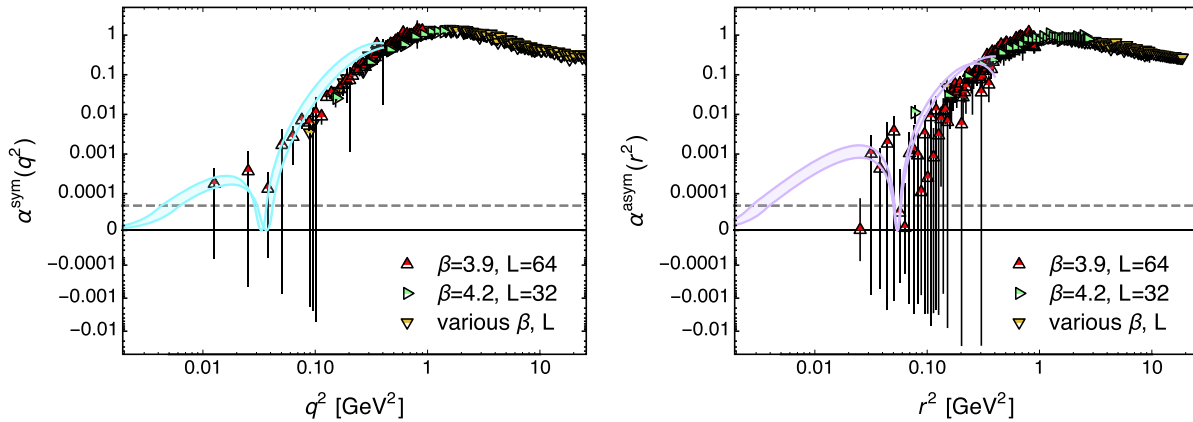 1
0.1
0.01
0.001
0.0001
0
−0.0001
−0.001
−0.01
α^sym(q²)
β=3.9, L=64
β=4.2, L=32
various β, L
0.01 0.10 1 10
q² [GeV²]
1
0.1
0.01
0.001
0.0001
0
−0.0001
−0.001
−0.01
α^asym(r²)
β=3.9, L=64
β=4.2, L=32
various β, L
0.01 0.10 1 10
r² [GeV²]